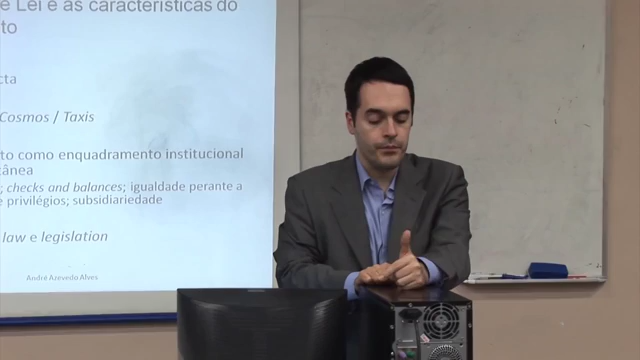 e Lei e as características do
to
cta
Cosmos / Taxis
to como enquadramento institucional
tânea
; checks and balances; igualdade perante a
e privilégios; subsidiariedade
law e legislation
André Azevedo Alves